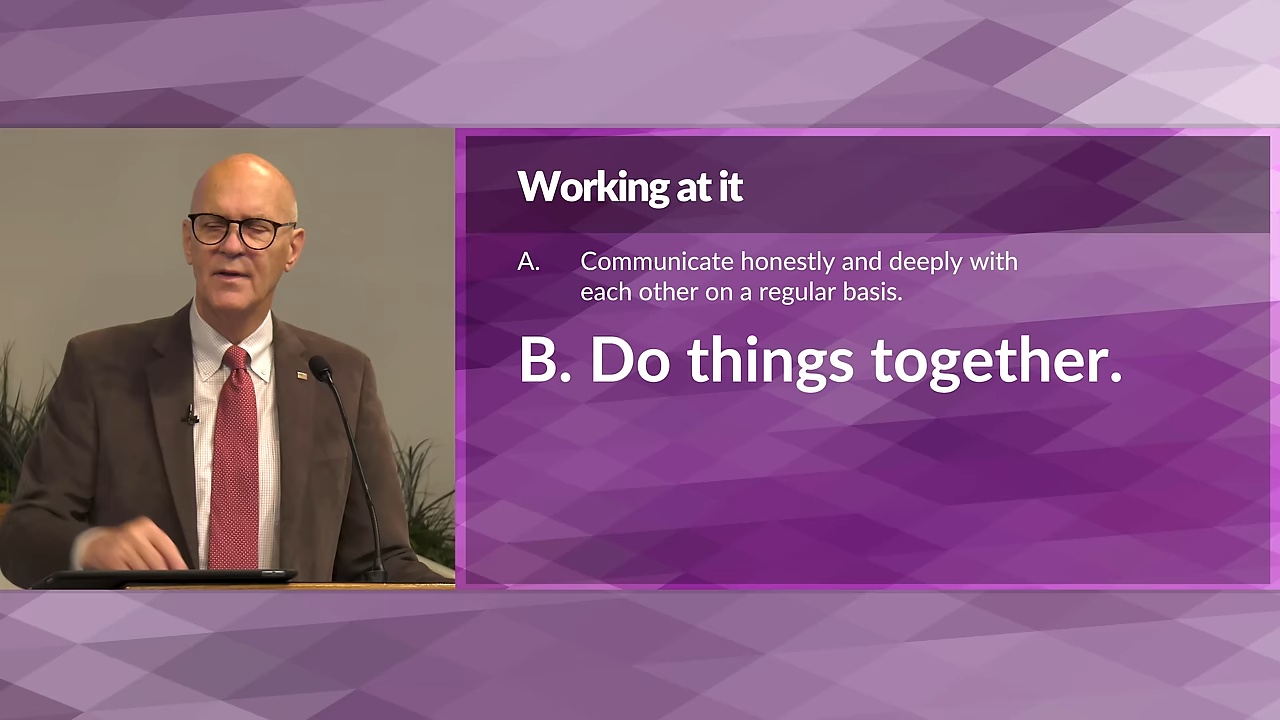 Working at it
A. Communicate honestly and deeply with
each other on a regular basis.
B. Do things together.